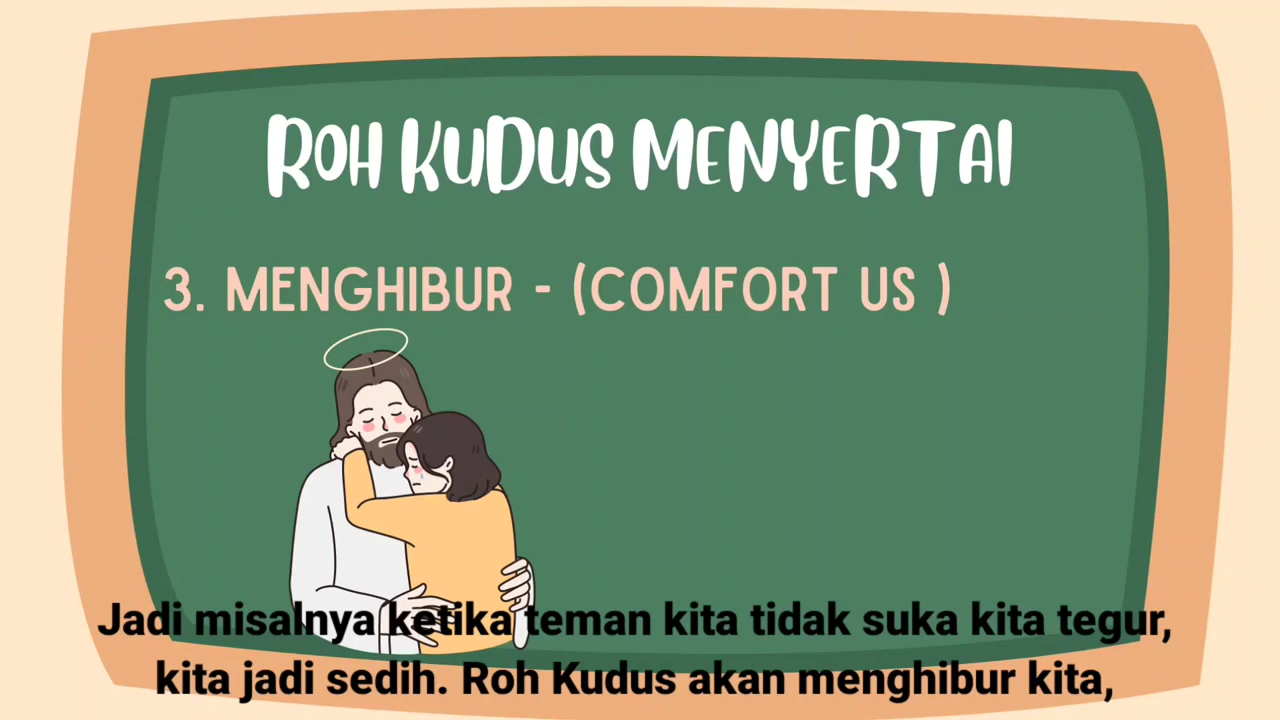 ROH KUDUS MENYERTAI
3. MENGHIBUR - (COMFORT US )
Jadi misalnya ketika teman kita tidak suka kita tegur,
kita jadi sedih. Roh Kudus akan menghibur kita,